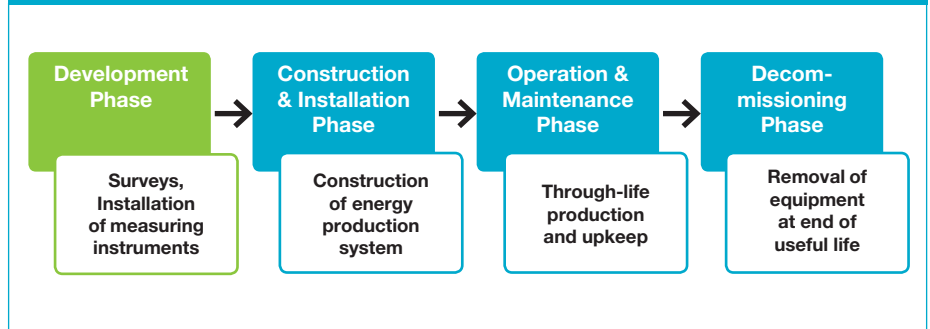 Development
Phase
Surveys,
Installation
of measuring
instruments
Construction
& Installation
Phase
Construction
of energy
production
system
Operation &
Maintenance
Phase
Through-life
production
and upkeep
Decom-
missioning
Phase
Removal of
equipment
at end of
useful life